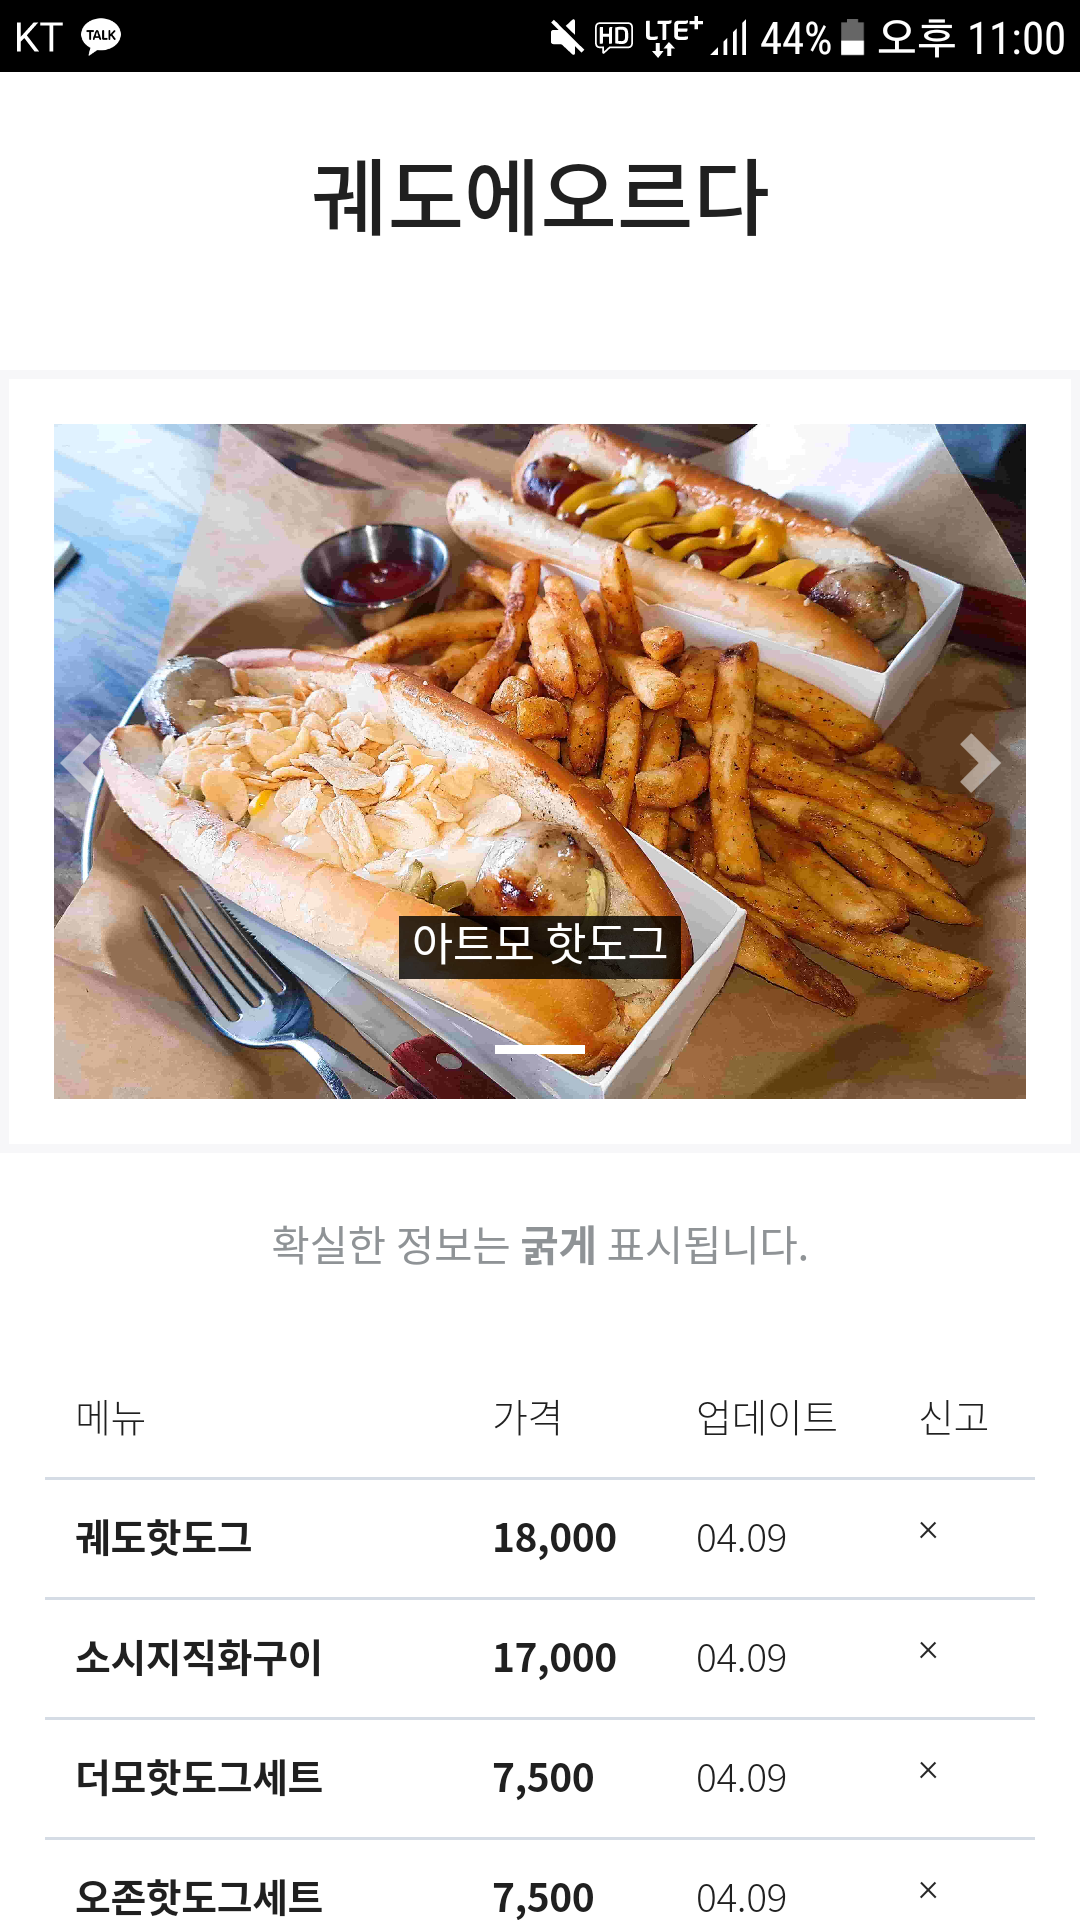 KT TALK HD LTE+ 44% 오후 11:00
궤도에오르다
아트모 핫도그
확실한 정보는 굵게 표시됩니다.
메뉴 가격 업데이트 신고
궤도핫도그 18,000 04.09 ×
소시지직화구이 17,000 04.09 ×
더모핫도그세트 7,500 04.09 ×
오존핫도그세트 7,500 04.09 ×